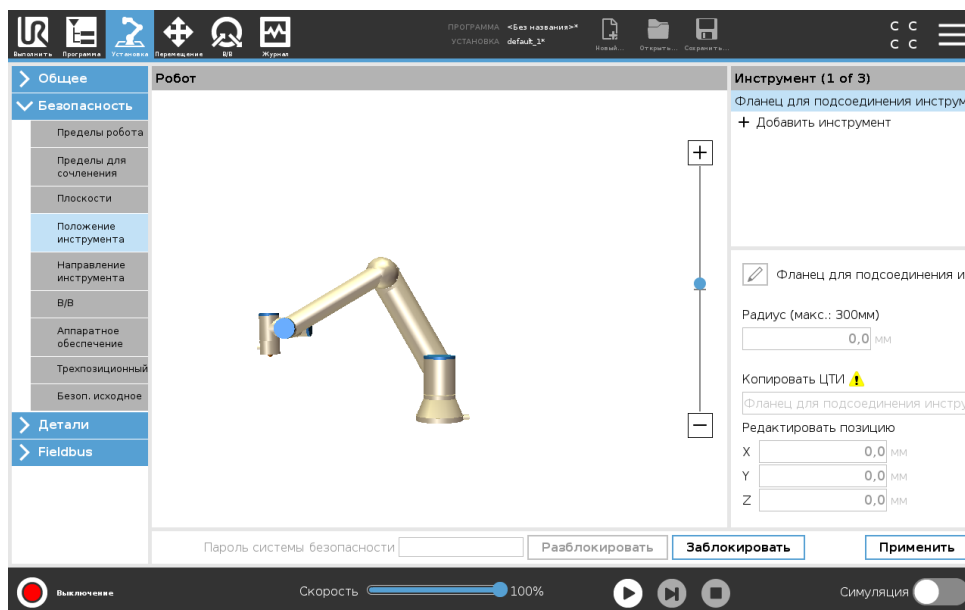 ПРОГРАММА <Без названия>*
УСТАНОВКА default_1*
Выполнить Программа Установка Перемещение В/В Журнал Новый... Открыть... Сохранить...
C C
C C
Общее
Безопасность
Пределы робота
Пределы для
сочленения
Плоскости
Положение
инструмента
Направление
инструмента
В/В
Аппаратное
обеспечение
Трехпозиционный
Безоп. исходное
Детали
Fieldbus
Робот
Инструмент (1 of 3)
Фланец для подсоединения инструм
+ Добавить инструмент
Фланец для подсоединения и
Радиус (макс.: 300мм)
0,0 мм
Копировать ЦТИ
Фланец для подсоединения инстру
Редактировать позицию
X 0,0 мм
Y 0,0 мм
Z 0,0 мм
Пароль системы безопасности Разблокировать Заблокировать Применить
Выключение Скорость 100% Симуляция